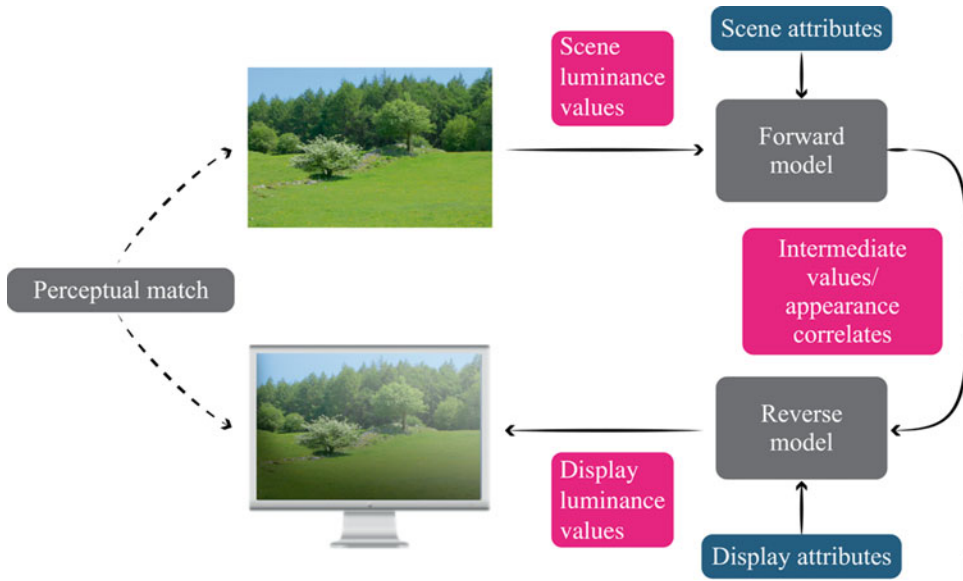 Scene attributes
Scene
luminance
values
Forward
model
Intermediate
values/
appearance
correlates
Perceptual match
Reverse
model
Display
luminance
values
Display attributes